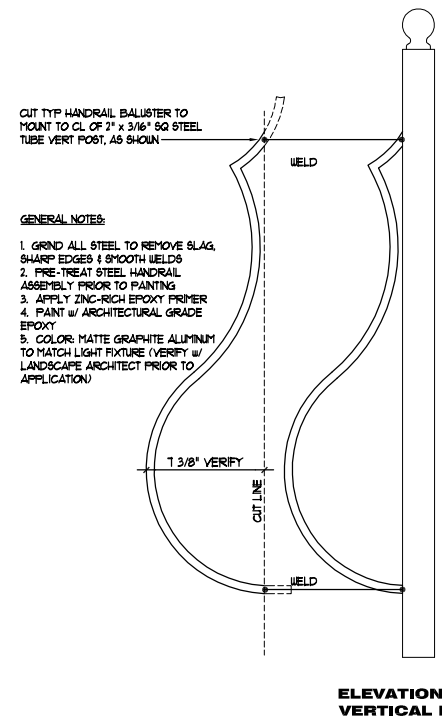 CUT TYP HANDRAIL BALUSTER TO
MOUNT TO CL OF 2" x 3/16" SQ STEEL
TUBE VERT POST, AS SHOWN
WELD
GENERAL NOTES:
1. GRIND ALL STEEL TO REMOVE SLAG,
SHARP EDGES & SMOOTH WELDS
2. PRE-TREAT STEEL HANDRAIL
ASSEMBLY PRIOR TO PAINTING
3. APPLY ZINC-RICH EPOXY PRIMER
4. PAINT W/ ARCHITECTURAL GRADE
EPOXY
5. COLOR: MATTE GRAPHITE ALUMINUM
TO MATCH LIGHT FIXTURE (VERIFY W/
LANDSCAPE ARCHITECT PRIOR TO
APPLICATION)
7 3/8" VERIFY
CUT LINE
WELD
ELEVATION
VERTICAL